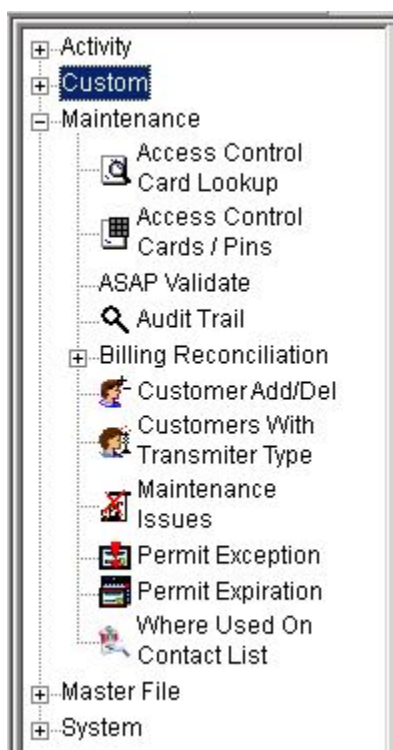 Activity
Custom
Maintenance
Access Control
Card Lookup
Access Control
Cards / Pins
ASAP Validate
Audit Trail
Billing Reconciliation
Customer Add/Del
Customers With
Transmiter Type
Maintenance
Issues
Permit Exception
Permit Expiration
Where Used On
Contact List
Master File
System